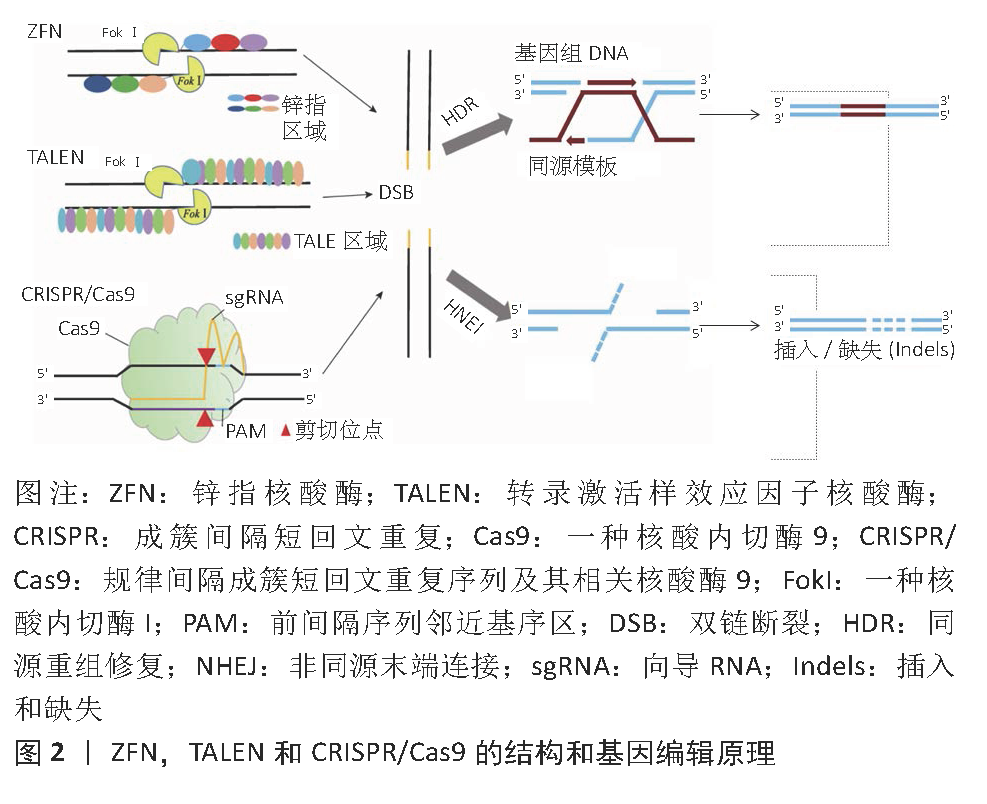 ZFN
Fok Ⅰ
Fok Ⅰ
锌指
区域
TALEN
Fok Ⅰ
Fok Ⅰ
TALE 区域
CRISPR/Cas9
sgRNA
Cas9
5'
3'
3'
5'
PAM
剪切位点
DSB
HDR
基因组 DNA
5'
3'
3'
5'
同源模板
5'
3'
3'
5'
HNEJ
5'
3'
3'
5'
5'
3'
3'
5'
插入 / 缺失 (Indels)
图注：ZFN：锌指核酸酶；TALEN：转录激活样效应因子核酸酶；
CRISPR：成簇间隔短回文重复；Cas9：一种核酸内切酶 9；CRISPR/
Cas9：规律间隔成簇短回文重复序列及其相关核酸酶 9；FokI：一种核
酸内切酶 I；PAM：前间隔序列邻近基序区；DSB：双链断裂；HDR：同
源重组修复；NHEJ：非同源末端连接；sgRNA：向导 RNA；Indels：插入
和缺失
图 2 | ZFN，TALEN 和 CRISPR/Cas9 的结构和基因编辑原理